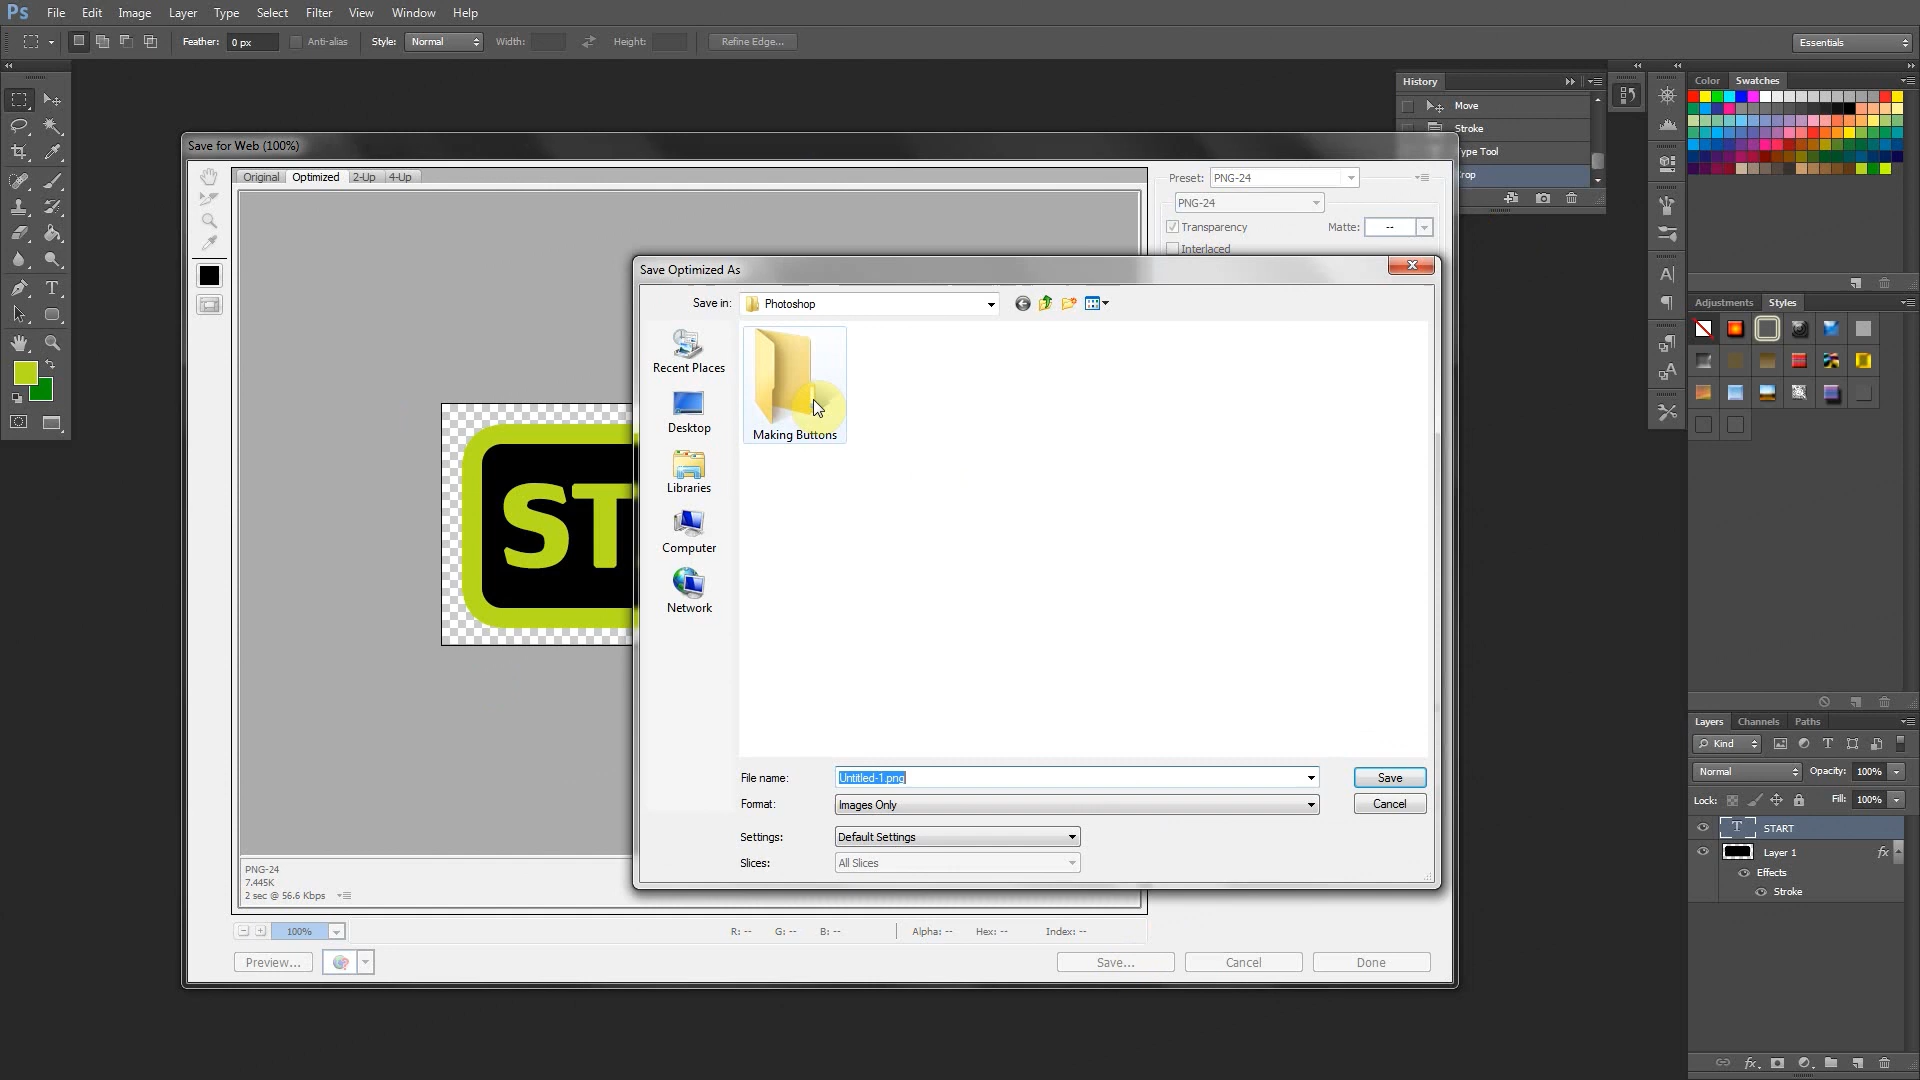 Ps File Edit Image Layer Type Select Filter View Window Help
Feather: 0 px Anti-alias Style: Normal Width: Height: Refine Edge... Essentials
History
Move
Stroke
Type Tool
Crop
Color Swatches
Adjustments Styles
Save for Web (100%)
Original Optimized 2-Up 4-Up
Preset: PNG-24
PNG-24
Transparency Matte: --
Interlaced
ST
Save Optimized As
Save in: Photoshop
Recent Places
Desktop
Libraries
Computer
Network
Making Buttons
File name: Untitled-1.png Save
Format: Images Only Cancel
Settings: Default Settings
Slices: All Slices
PNG-24
7.445K
2 sec @ 56.6 Kbps
100% R: -- G: -- B: -- Alpha: -- Hex: -- Index: --
Preview... Save... Cancel Done
Layers Channels Paths
Kind
Normal Opacity: 100%
Lock: Fill: 100%
START
Layer 1 fx
Effects
Stroke